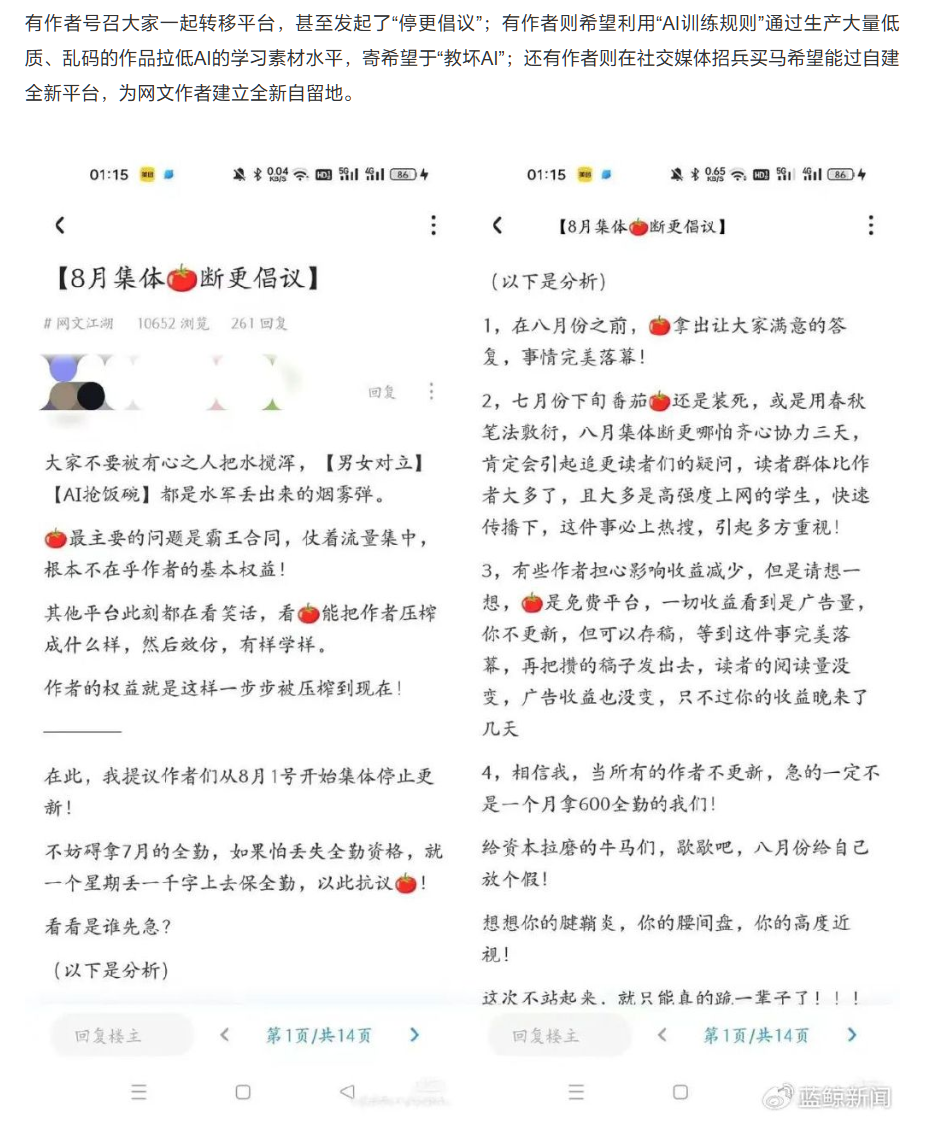 有作者号召大家一起转移平台，甚至发起了“停更倡议”；有作者则希望利用“AI训练规则”通过生产大量低
质、乱码的作品拉低AI的学习素材水平，寄希望于“教坏AI”；还有作者则在社交媒体招兵买马希望能过自建
全新平台，为网文作者建立全新自留地。
01:15
0.04 KB/S HD 5G 4G 86
【8月集体🍅断更倡议】
# 网文江湖 10652 浏览 261 回复
回复
大家不要被有心之人把水搅浑，【男女对立】
【AI抢饭碗】都是水军丢出来的烟雾弹。
🍅最主要的问题是霸王合同，仗着流量集中，
根本不在乎作者的基本权益！
其他平台此刻都在看笑话，看🍅能把作者压榨
成什么样，然后效仿，有样学样。
作者的权益就是这样一步步被压榨到现在！
在此，我提议作者们从8月1号开始集体停止更
新！
不妨碍拿7月的全勤，如果怕丢失全勤资格，就
一个星期丢一千字上去保全勤，以此抗议🍅！
看看是谁先急？
（以下是分析）
回复楼主 第1页/共14页
01:15
0.65 KB/S HD 5G 4G 86
【8月集体🍅断更倡议】
（以下是分析）
1，在八月份之前，🍅拿出让大家满意的答
复，事情完美落幕！
2，七月份下旬番茄🍅还是装死，或是用春秋
笔法敷衍，八月集体断更哪怕齐心协力三天，
肯定会引起追更读者们的疑问，读者群体比作
者大多了，且大多是高强度上网的学生，快速
传播下，这件事必上热搜，引起多方重视！
3，有些作者担心影响收益减少，但是请想一
想，🍅是免费平台，一切收益看到是广告量，
你不更新，但可以存稿，等到这件事完美落
幕，再把攒的稿子发出去，读者的阅读量没
变，广告收益也没变，只不过你的收益晚来了
几天
4，相信我，当所有的作者不更新，急的一定不
是一个月拿600全勤的我们！
给资本拉磨的牛马们，歇歇吧，八月份给自己
放个假！
想想你的腱鞘炎，你的腰间盘，你的高度近
视！
这次不站起来，就只能真的跪一辈子了！！！
回复楼主 第1页/共14页
蓝鲸新闻